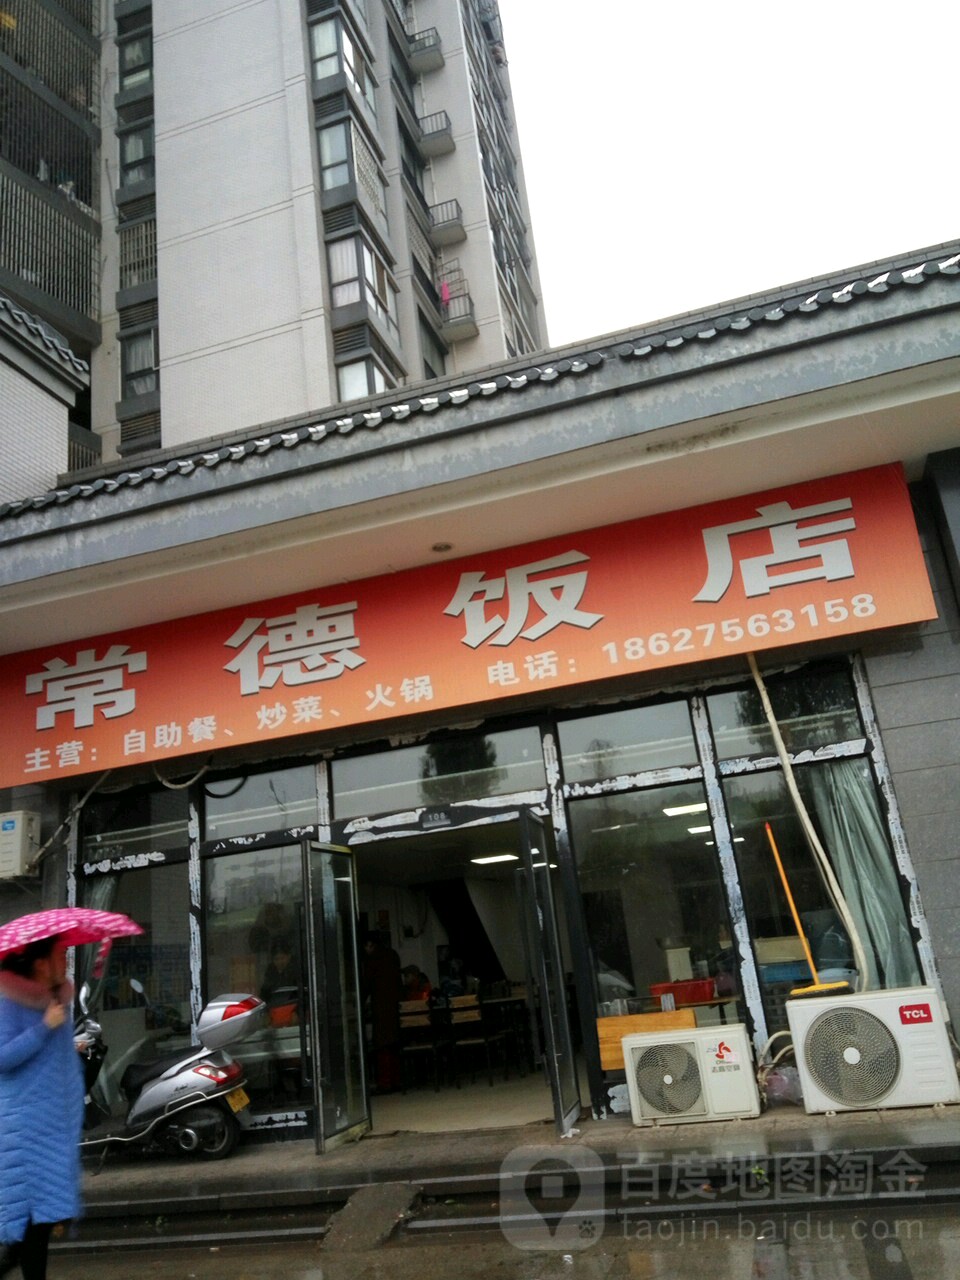 常德饭店
主营：自助餐、炒菜、火锅 电话：18627563158
108
TCL
百度地图淘金
taojin.baidu.com